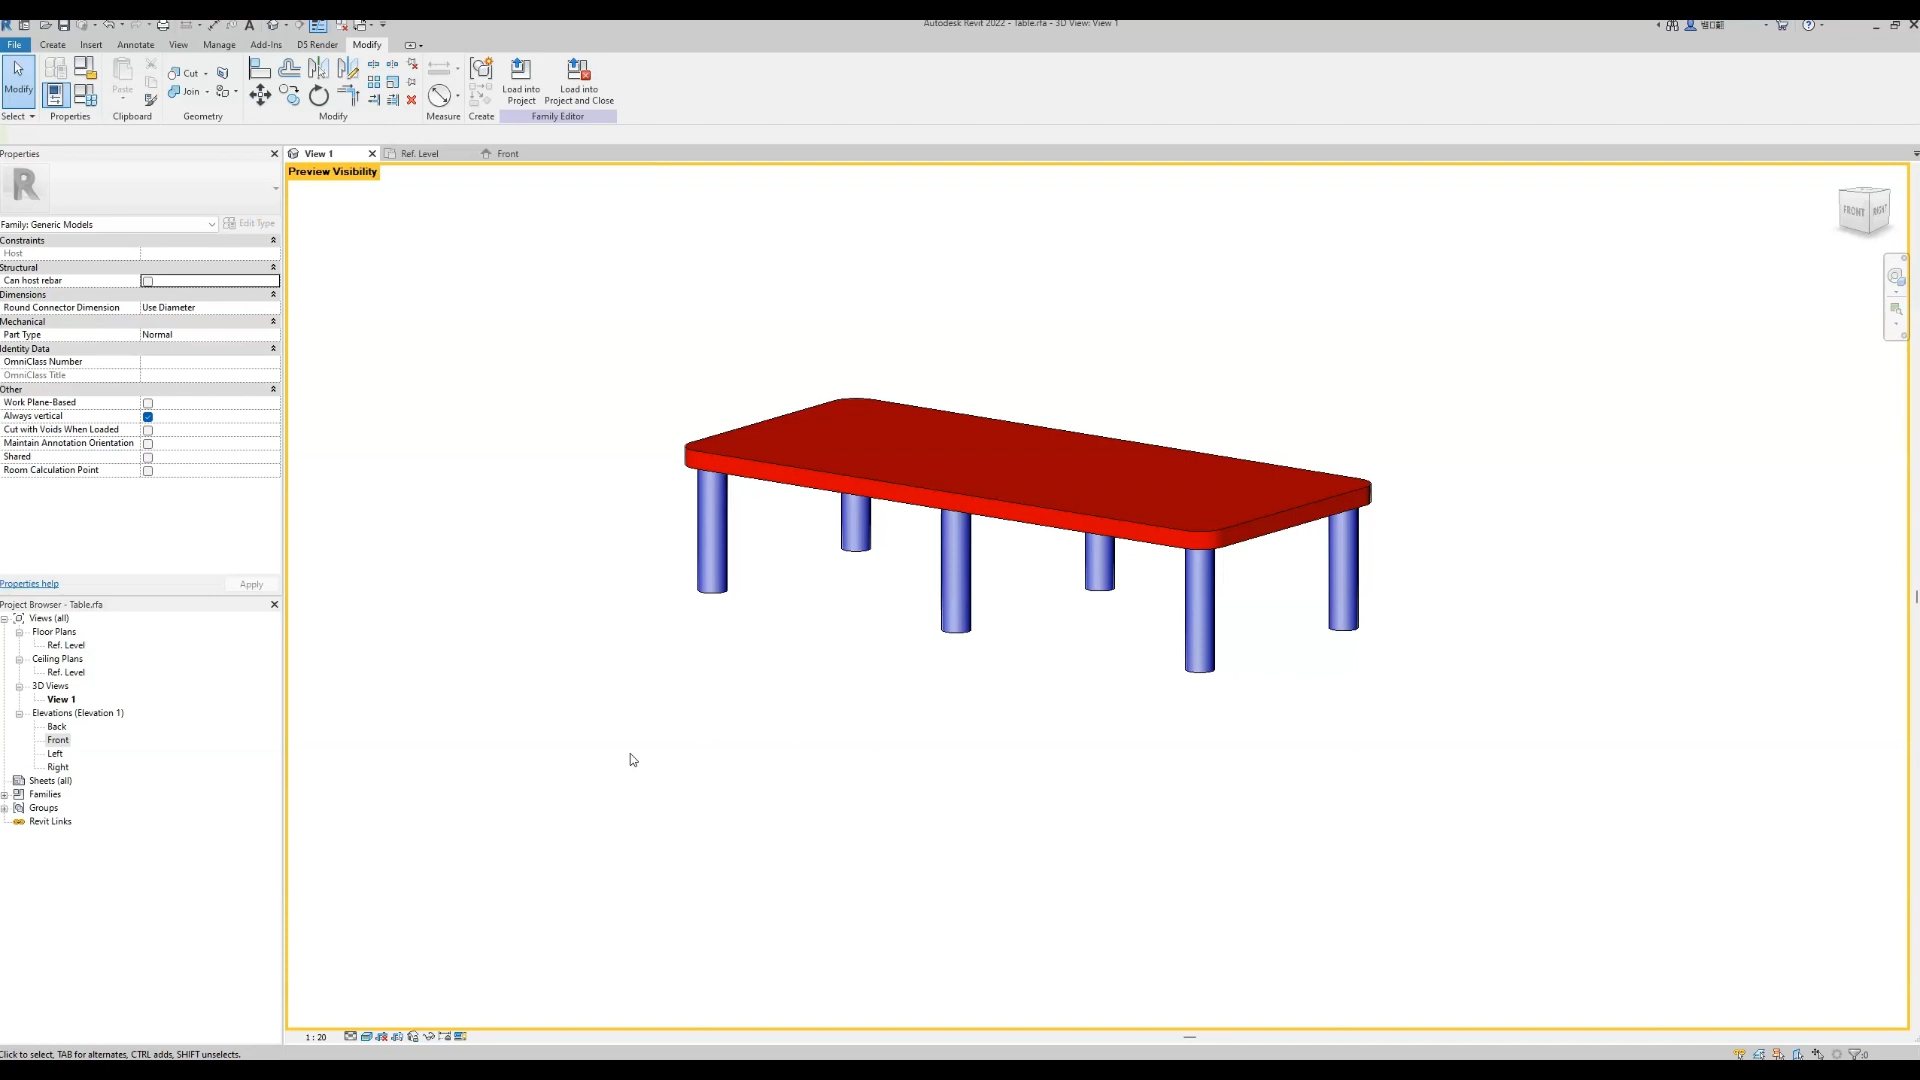 Autodesk Revit 2022 - Table.rfa - 3D View: View 1
File Create Insert Annotate View Manage Add-Ins D5 Render Modify
Modify
Paste
Cut
Join
Load into
Project
Load into
Project and Close
Select Properties Clipboard Geometry Modify Measure Create Family Editor
Properties
View 1
Ref. Level
Front
Preview Visibility
R
FRONT
RIGHT
Family: Generic Models
Edit Type
Constraints
Host
Structural
Can host rebar
Dimensions
Round Connector Dimension Use Diameter
Mechanical
Part Type Normal
Identity Data
OmniClass Number
OmniClass Title
Other
Work Plane-Based
Always vertical
Cut with Voids When Loaded
Maintain Annotation Orientation
Shared
Room Calculation Point
Properties help
Apply
Project Browser - Table.rfa
Views (all)
Floor Plans
Ref. Level
Ceiling Plans
Ref. Level
3D Views
View 1
Elevations (Elevation 1)
Back
Front
Left
Right
Sheets (all)
Families
Groups
Revit Links
1 : 20
Click to select, TAB for alternates, CTRL adds, SHIFT unselects.
:0